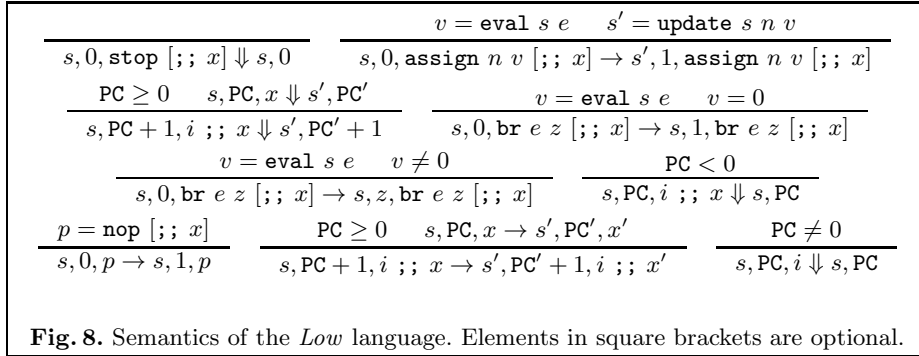 v = eval s e    s′ = update s n v
s, 0, stop [;; x] ⇓ s, 0    s, 0, assign n v [;; x] → s′, 1, assign n v [;; x]
PC ≥ 0    s, PC, x ⇓ s′, PC′    v = eval s e    v = 0
s, PC + 1, i ;; x ⇓ s′, PC′ + 1    s, 0, br e z [;; x] → s, 1, br e z [;; x]
v = eval s e    v ≠ 0    PC < 0
s, 0, br e z [;; x] → s, z, br e z [;; x]    s, PC, i ;; x ⇓ s, PC
p = nop [;; x]    PC ≥ 0    s, PC, x → s′, PC′, x′    PC ≠ 0
s, 0, p → s, 1, p    s, PC + 1, i ;; x → s′, PC′ + 1, i ;; x′    s, PC, i ⇓ s, PC
Fig. 8. Semantics of the Low language. Elements in square brackets are optional.